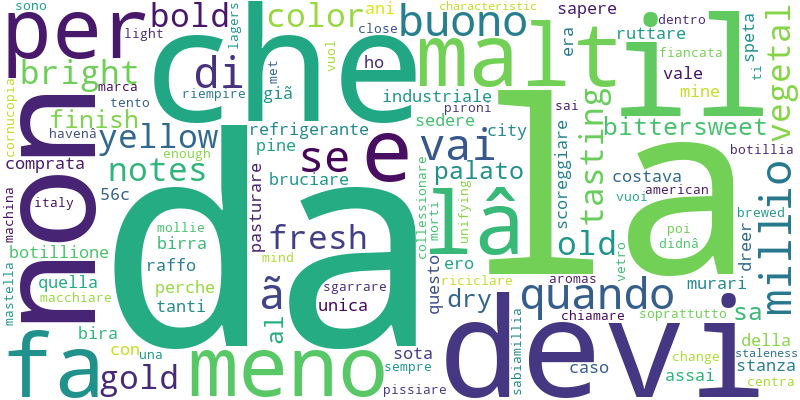 sono
per
bold
che
color
ani
characteristic
close
buono
sapere
dentro
light
lagers
era
ruttare
fiancata
speta
ti
bright
marca
di
met
ho
vuol
malti
il
vale
mine
vegetal
cornucopia
non
tento
riempire
già
industriale
finish
havenâ
yellow
refrigerante
pironi
sai
sedere
city
tasting
bittersweet
enough
pine
se
e
vai
botillia
comprata
notes
bruciare
palato
scoreggiare
costava
millio
machina
56c
italy
pasturare
da
collessionare
morti
unifying
lâ
la
vuoi
american
mollie
birra
fresh
poi
didnâ
brewed
botillione
raffo
mind
old
dreer
vetro
mastella
quella
perche
ã
sgarrare
questo
ero
riciclare
aromas
murari
macchiare
tanti
unica
dry
quando
chiamare
soprattutto
sa
bira
al
fa
con
una
meno
sota
devi
sabiamillia
change
della
staleness
gold
sempre
pissiare
caso
assai
stanza
centra